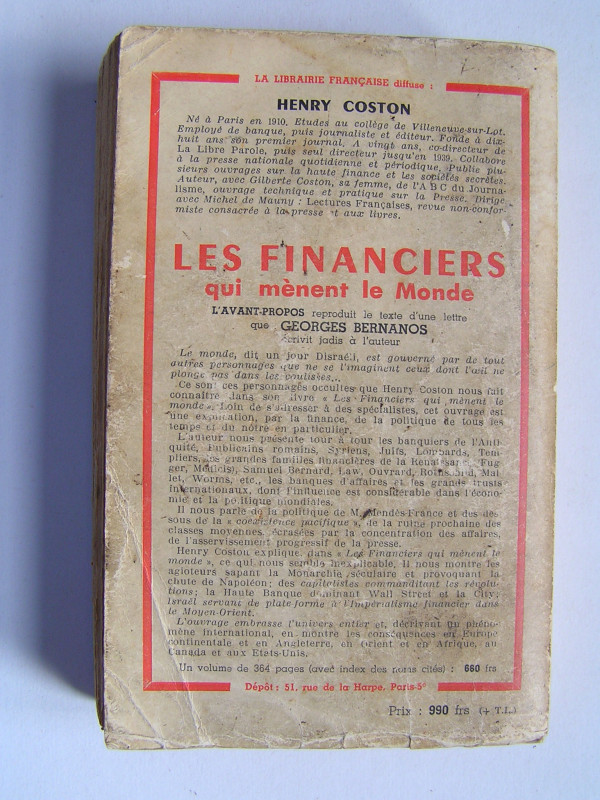 LA LIBRAIRIE FRANÇAISE diffuse :
HENRY COSTON
Né à Paris en 1910. Etudes au collège de Villeneuve-sur-Lot.
Employé de banque, puis journaliste et éditeur. Fonde à dix-
huit ans son premier journal. A vingt ans, co-directeur de
La Libre Parole, puis seul directeur jusqu'en 1939. Collabore
à la presse nationale quotidienne et périodique. Publie plu-
sieurs ouvrages sur la haute finance et les sociétés secrètes.
Auteur, avec Gilberte Coston, sa femme, de l'A B C du Journa-
lisme, ouvrage technique et pratique sur la Presse. Dirige
avec Michel de Mauny : Lectures Françaises, revue non-confor-
miste consacrée à la presse et aux livres.
LES FINANCIERS
qui mènent le Monde
L'AVANT-PROPOS reproduit le texte d'une lettre
que GEORGES BERNANOS
écrivit jadis à l'auteur
Le monde, dit un jour Disraëli, est gouverné par de tout
autres personnages que ne se l'imaginent ceux dont l'œil ne
plonge pas dans les coulisses...
Ce sont ces personnages occultes que Henry Coston nous fait
connaître dans son livre « Les Financiers qui mènent le
monde ». Loin de s'adresser à des spécialistes, cet ouvrage est
une explication, par la finance, de la politique de tous les
temps et du nôtre en particulier.
L'auteur nous présente tour à tour les banquiers de l'Anti-
quité, Publicains romains, Syriens, Juifs, Lombards, Tem-
pliers, les grandes familles financières de la Renaissance (Fug-
ger, Médicis), Samuel Bernard, Law, Ouvrard, Rothschild, Mal-
let, Worms, etc., les banques d'affaires et les grands trusts
internationaux, dont l'influence est considérable dans l'écono-
mie et la politique mondiales.
Il nous parle de la politique de M. Mendès-France et des des-
sous de la « coexistence pacifique », de la ruine prochaine des
classes moyennes, écrasées par la concentration des affaires,
de l'asservissement progressif de la presse.
Henry Coston explique, dans « Les Financiers qui mènent le
monde », ce qui nous semble inexplicable. Il nous montre les
agioteurs sapant la Monarchie séculaire et provoquant la
chute de Napoléon; des capitalistes commanditant les révolu-
tions; la Haute Banque dominant Wall Street et la City;
Israël servant de plate-forme à l'Impérialisme financier dans
le Moyen-Orient.
L'ouvrage embrasse l'univers entier et, décrivant un phéno-
mène international, en montre les conséquences en Europe
continentale et en Angleterre, en Orient et en Afrique, au
Canada et aux Etats-Unis.
Un volume de 364 pages (avec index des noms cités) : 660 frs
Dépôt : 51, rue de la Harpe, Paris-5e
Prix : 990 frs (+ T.L.)